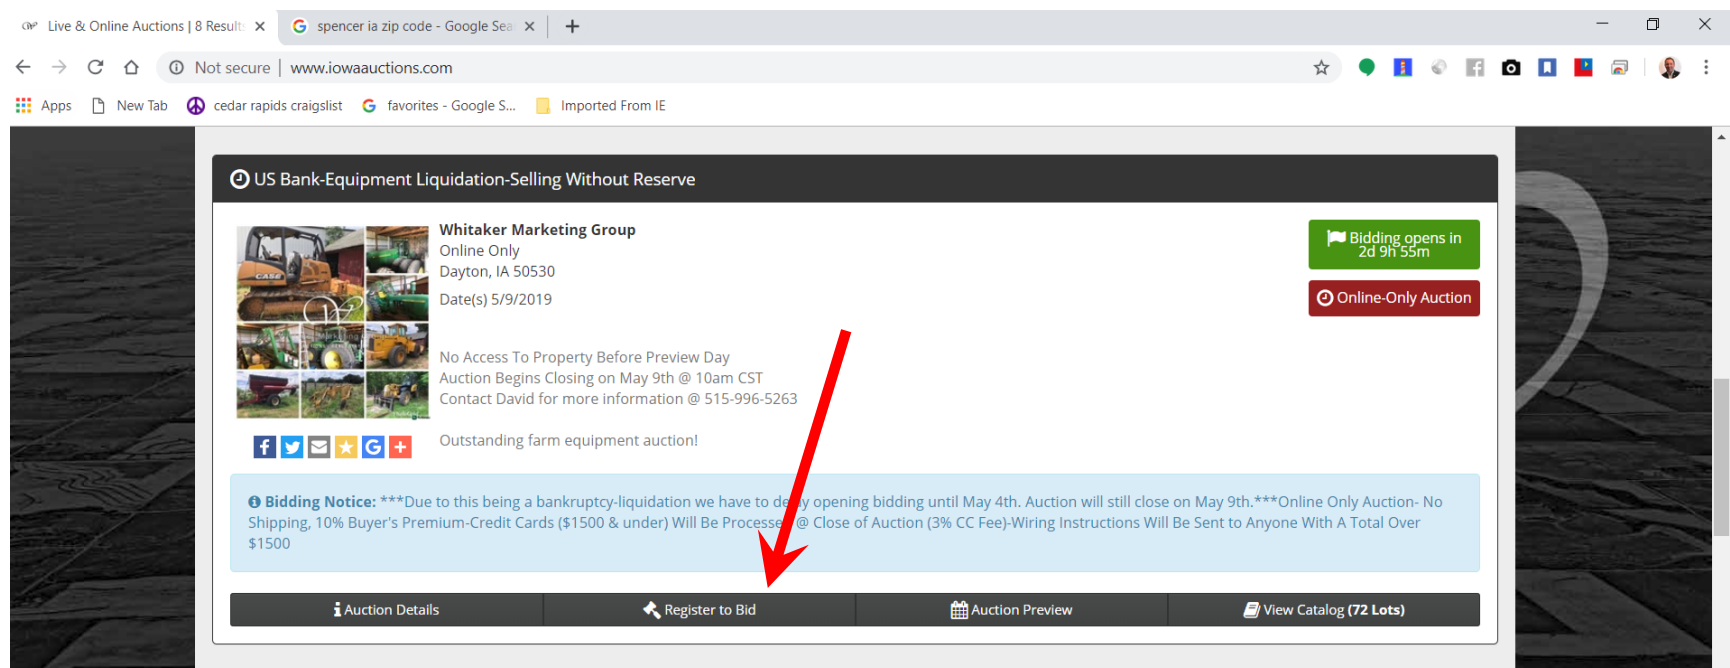 Live & Online Auctions | 8 Result
spencer ia zip code - Google Sea
Not secure | www.iowaauctions.com
Apps
New Tab
cedar rapids craigslist
favorites - Google S...
Imported From IE
US Bank-Equipment Liquidation-Selling Without Reserve
Whitaker Marketing Group
Online Only
Dayton, IA 50530
Date(s) 5/9/2019
Bidding opens in
2d 9h 55m
Online-Only Auction
CASE
No Access To Property Before Preview Day
Auction Begins Closing on May 9th @ 10am CST
Contact David for more information @ 515-996-5263
Outstanding farm equipment auction!
Bidding Notice: ***Due to this being a bankruptcy-liquidation we have to delay opening bidding until May 4th. Auction will still close on May 9th.***Online Only Auction- No
Shipping, 10% Buyer's Premium-Credit Cards ($1500 & under) Will Be Processed @ Close of Auction (3% CC Fee)-Wiring Instructions Will Be Sent to Anyone With A Total Over
$1500
Auction Details
Register to Bid
Auction Preview
View Catalog (72 Lots)